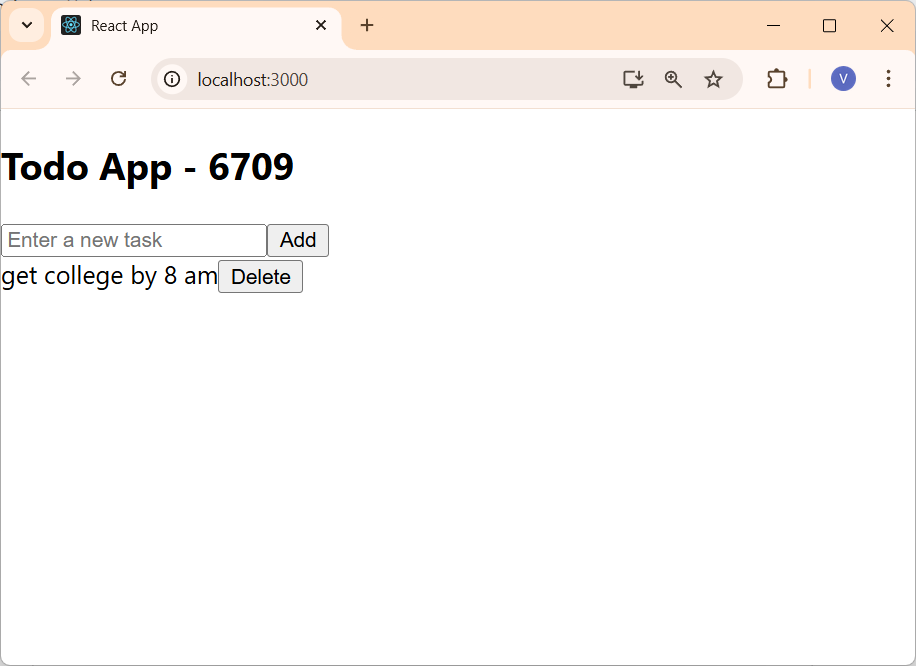 React App
localhost:3000
V
Todo App - 6709
Enter a new task Add
get college by 8 am Delete